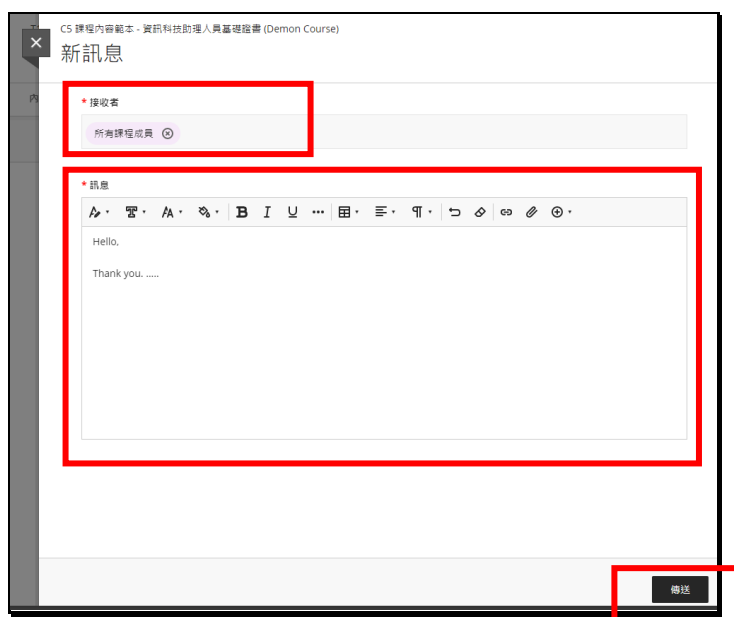 C5 課程內容範本 - 資訊科技助理人員基礎證書 (Demon Course)
新訊息
* 接收者
所有課程成員
* 訊息
Hello,
Thank you. .....
傳送